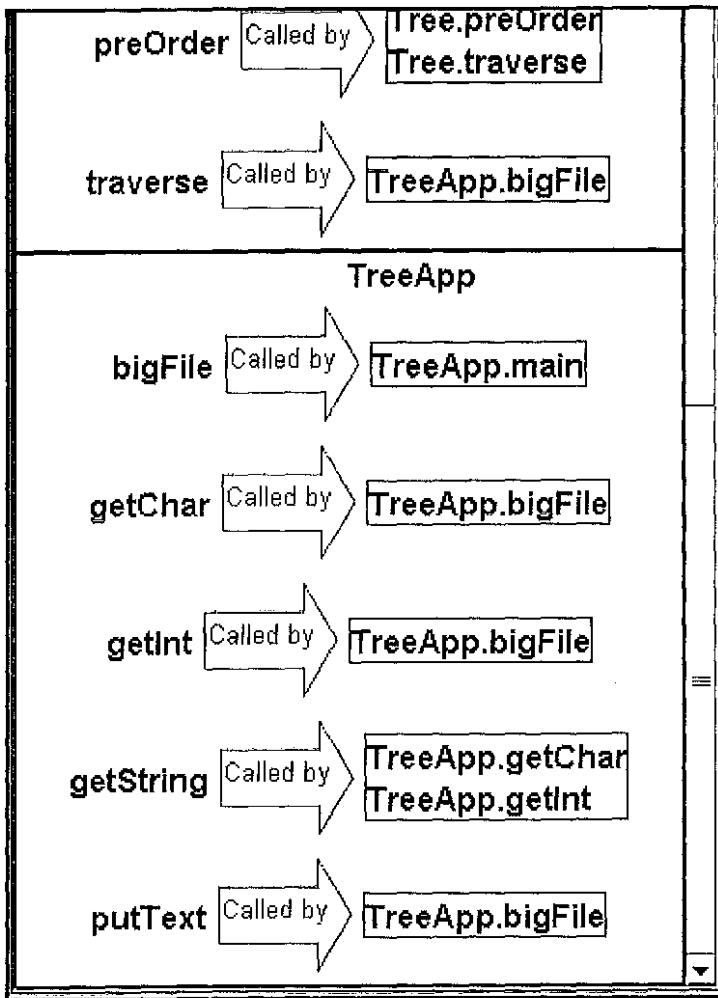 preOrder Called by Tree.preOrder
Tree.traverse
traverse Called by TreeApp.bigFile
TreeApp
bigFile Called by TreeApp.main
getChar Called by TreeApp.bigFile
getInt Called by TreeApp.bigFile
getString Called by TreeApp.getChar
TreeApp.getInt
putText Called by TreeApp.bigFile